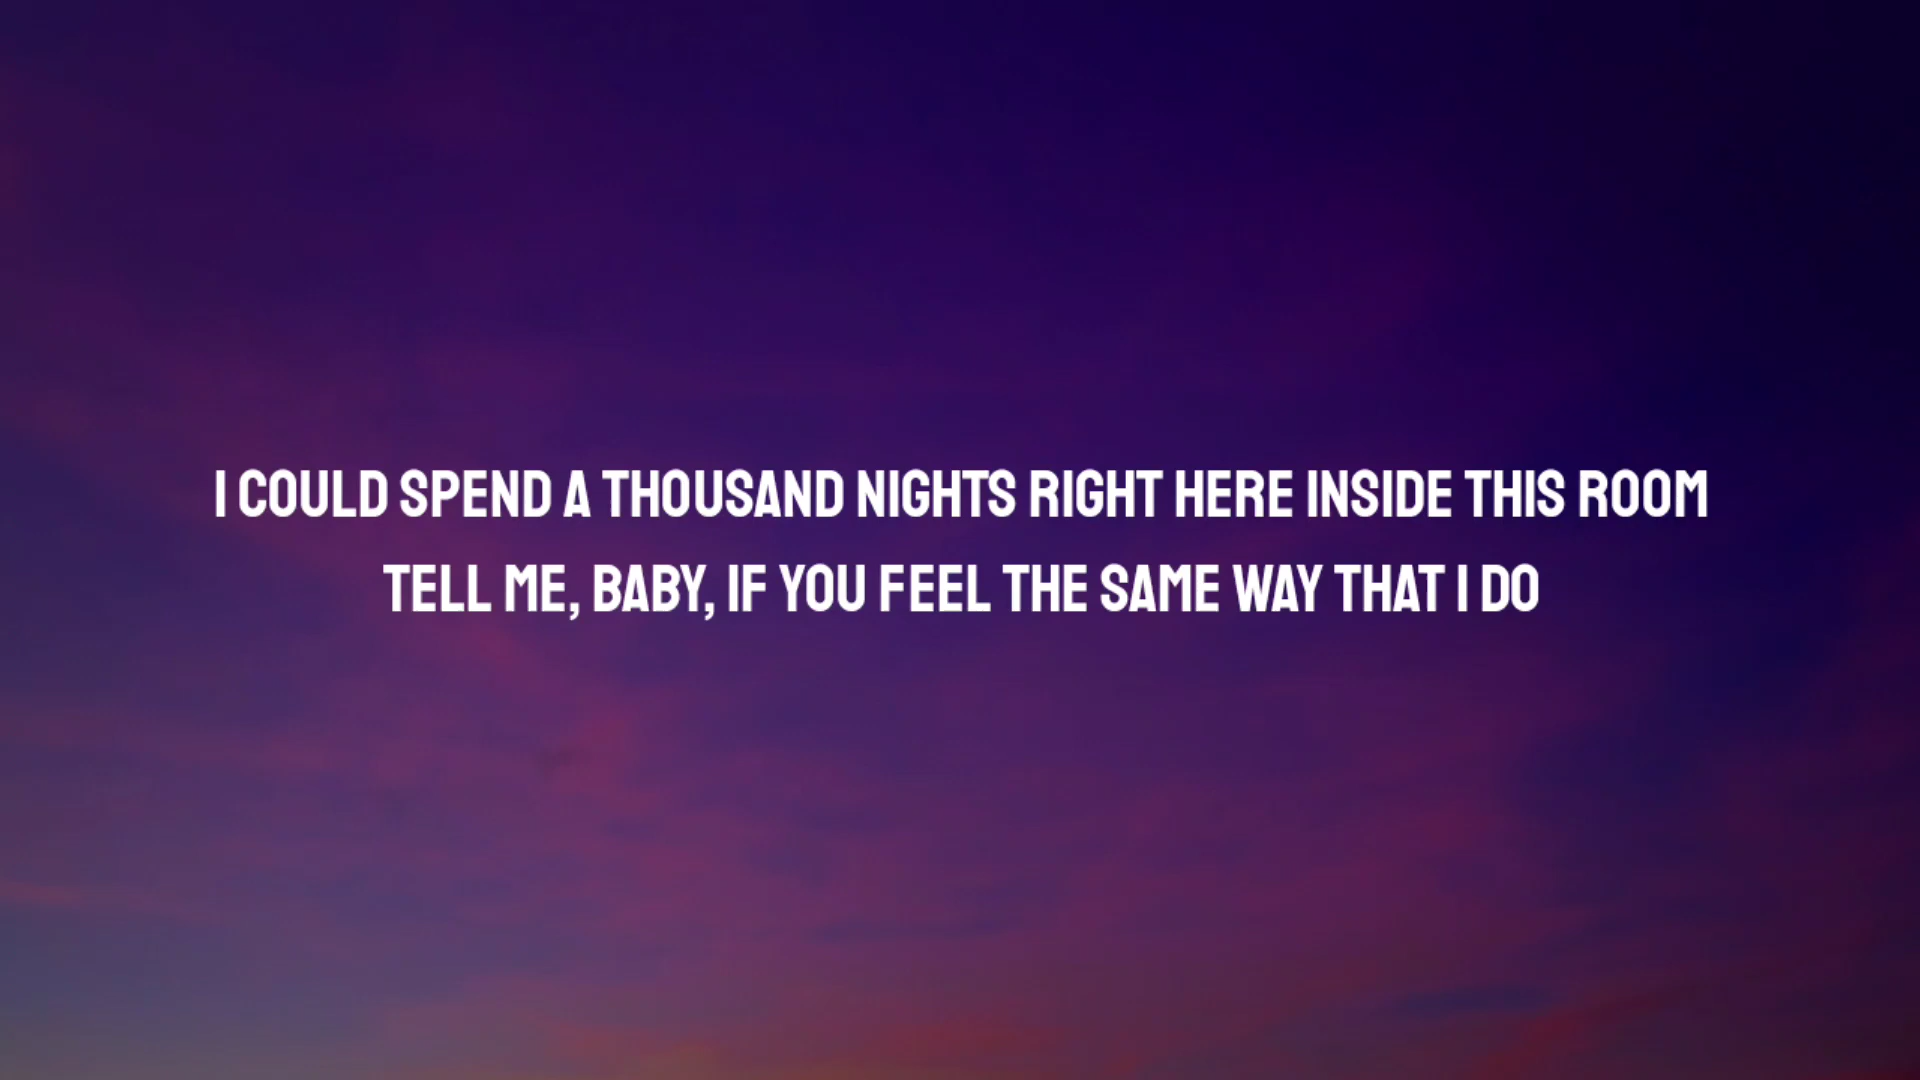 I COULD SPEND A THOUSAND NIGHTS RIGHT HERE INSIDE THIS ROOM
TELL ME, BABY, IF YOU FEEL THE SAME WAY THAT I DO